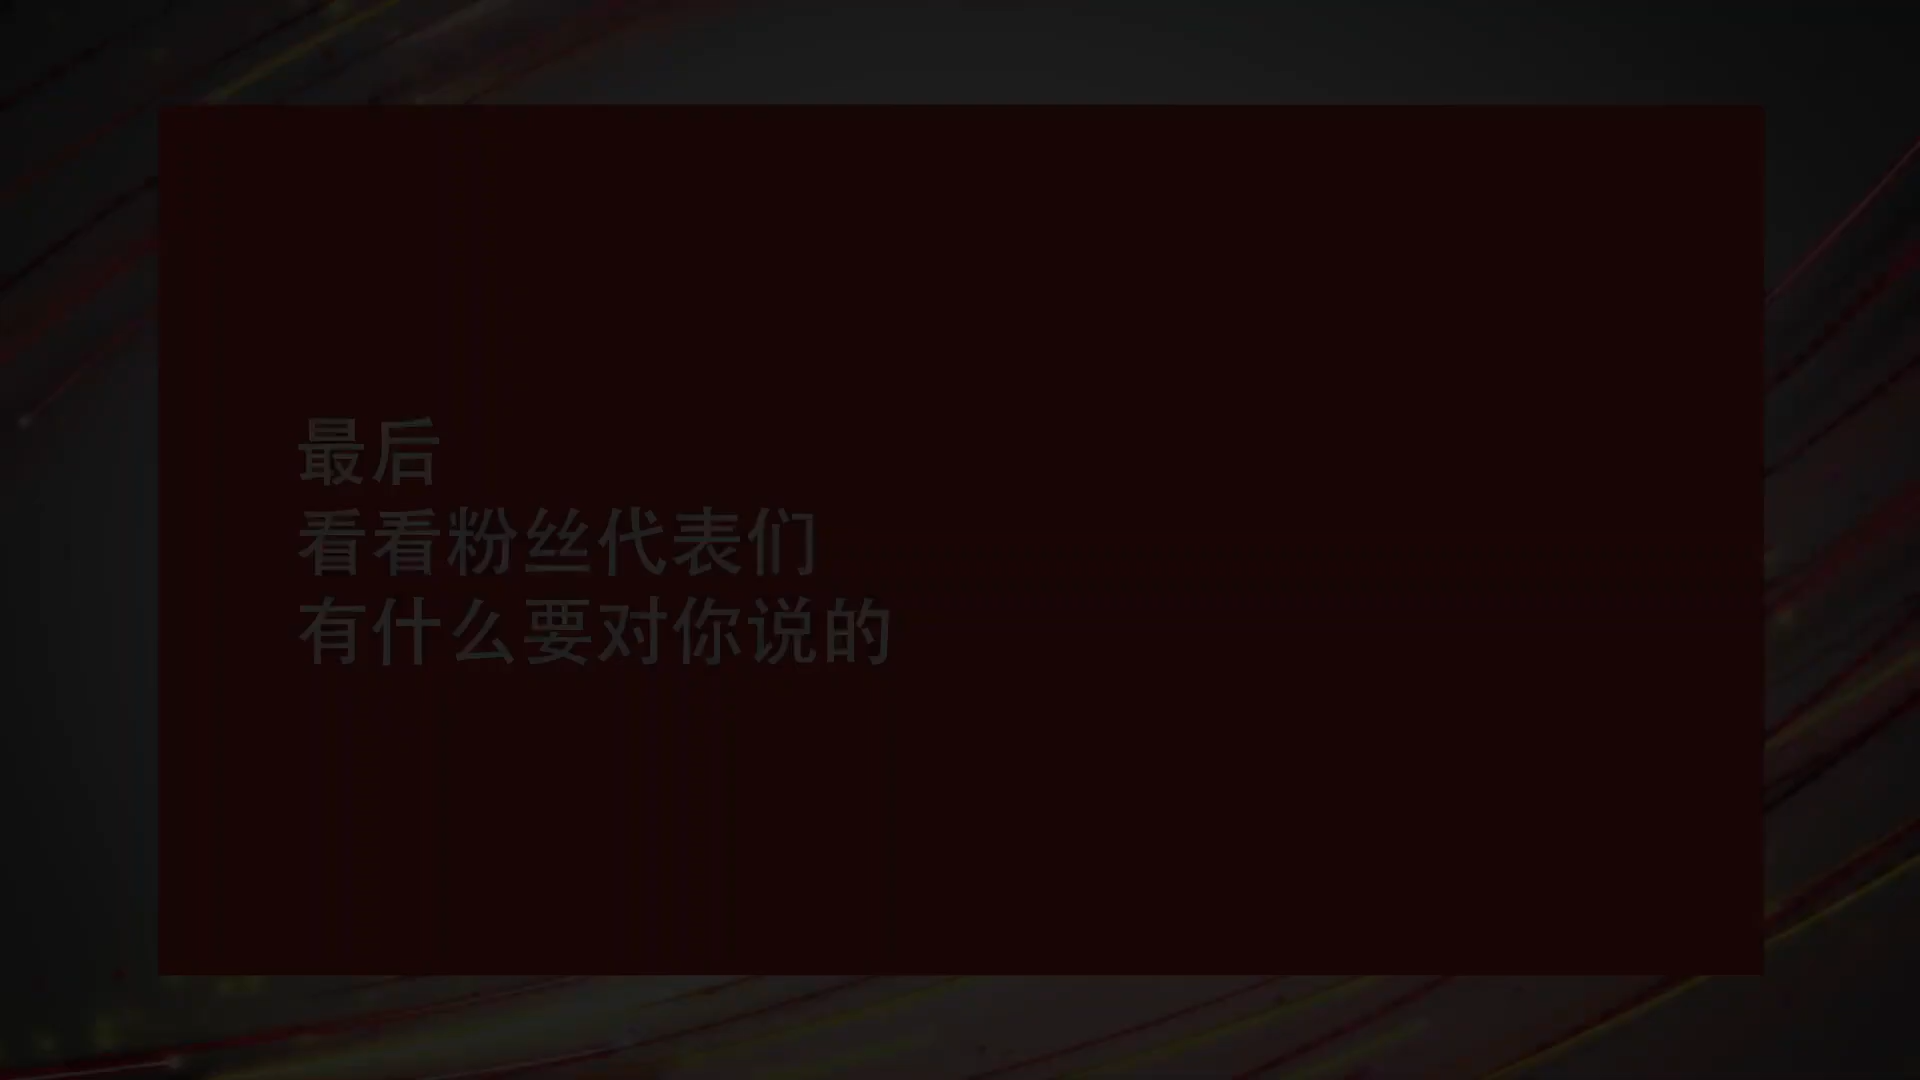 最后
看看粉丝代表们
有什么要对你说的